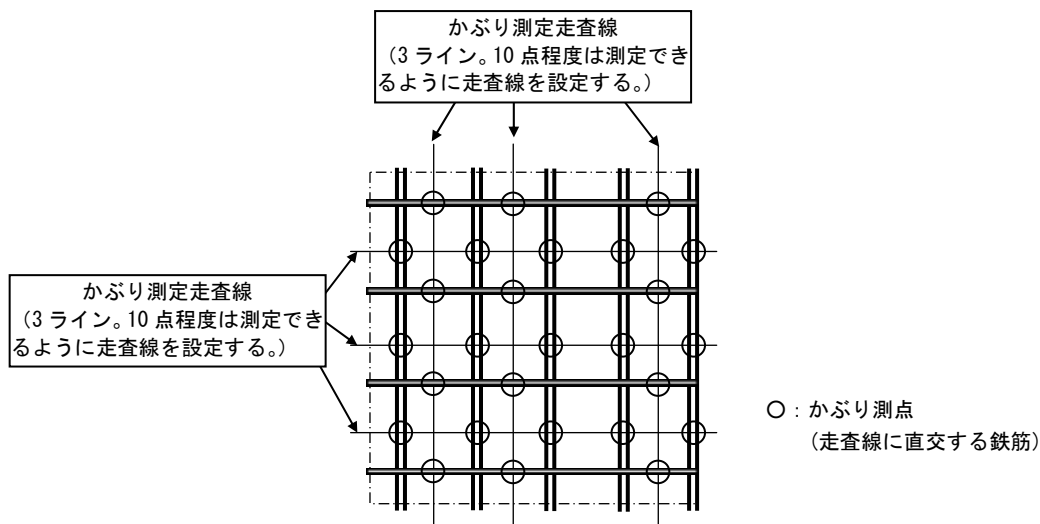 かぶり測定走査線
（3 ライン。10 点程度は測定でき
るように走査線を設定する。）
かぶり測定走査線
（3 ライン。10 点程度は測定でき
るように走査線を設定する。）
○：かぶり測点
（走査線に直交する鉄筋）